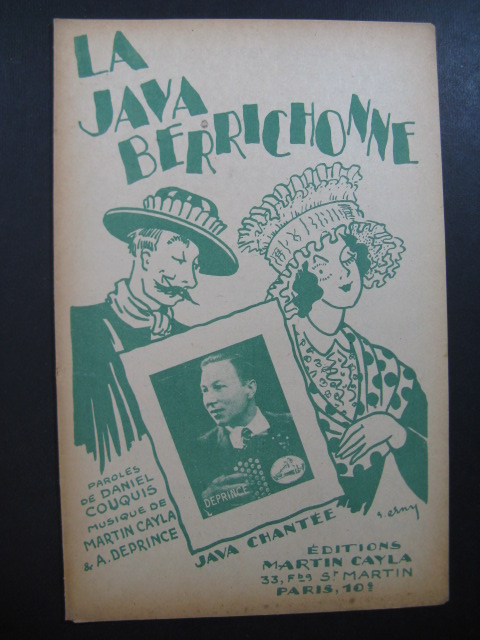 LA
JAVA
BERRICHONNE
DEPRINCE
PAROLES
DE DANIEL
COUQUIS
MUSIQUE DE
MARTIN CAYLA
& A. DEPRINCE
JAVA CHANTÉE
ÉDITIONS
MARTIN CAYLA
33, Fbg ST MARTIN
PARIS, 10e